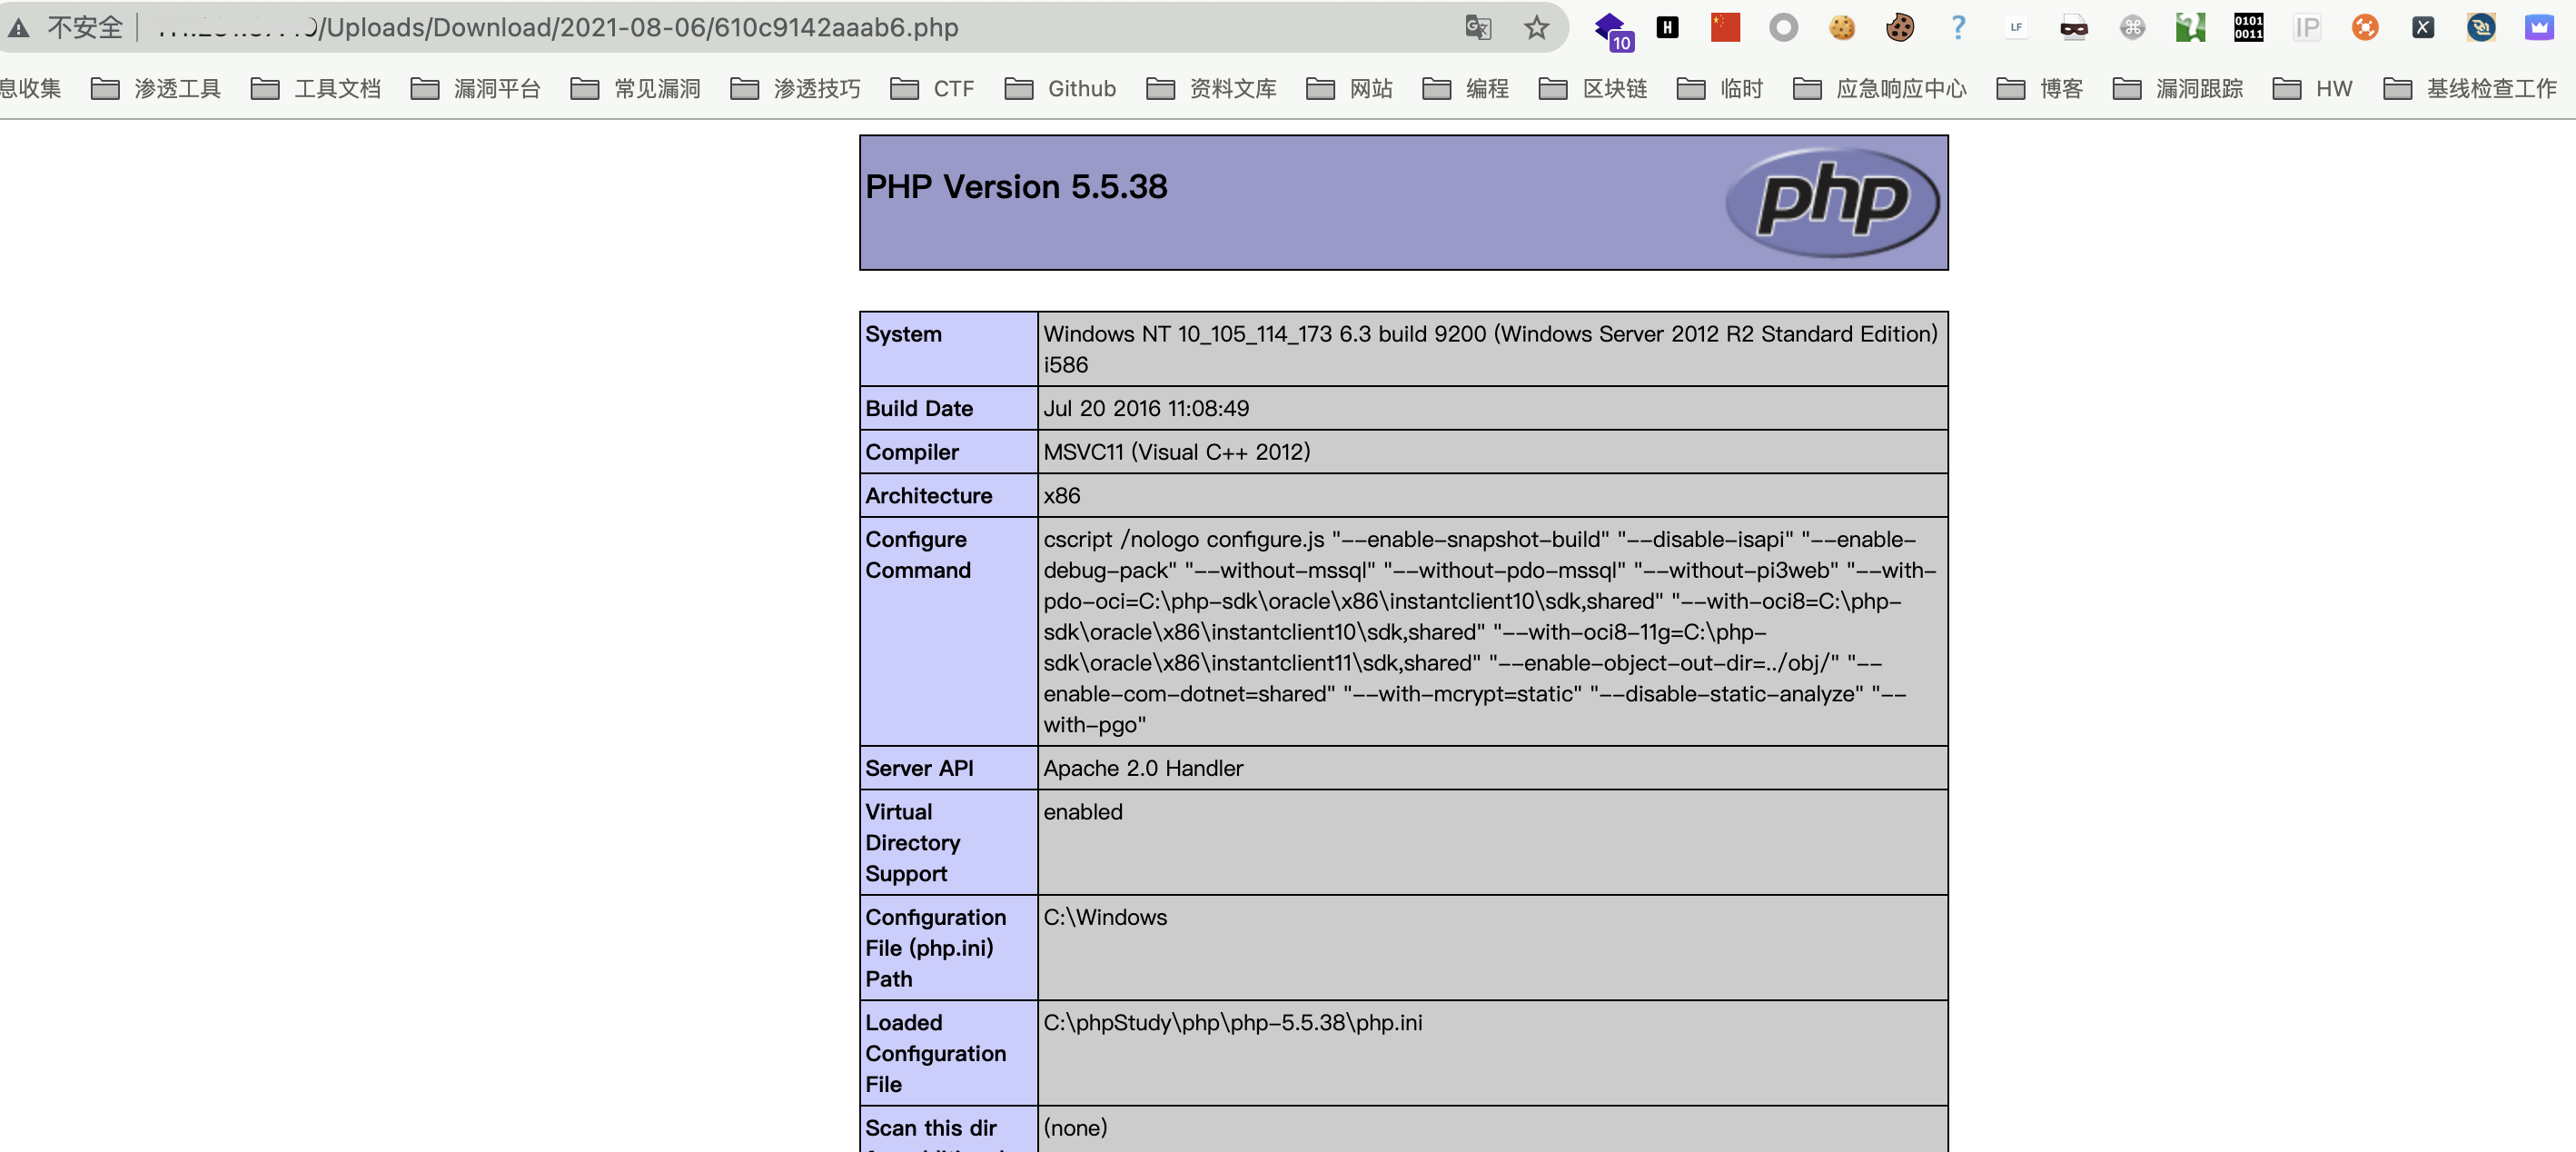 不安全 /Uploads/Download/2021-08-06/610c9142aaab6.php
10 H ? LF 0101 0011 IP X
息收集 渗透工具 工具文档 漏洞平台 常见漏洞 渗透技巧 CTF Github 资料文库 网站 编程 区块链 临时 应急响应中心 博客 漏洞跟踪 HW 基线检查工作
PHP Version 5.5.38
php
System Windows NT 10_105_114_173 6.3 build 9200 (Windows Server 2012 R2 Standard Edition)
i586
Build Date Jul 20 2016 11:08:49
Compiler MSVC11 (Visual C++ 2012)
Architecture x86
Configure cscript /nologo configure.js "--enable-snapshot-build" "--disable-isapi" "--enable-
Command debug-pack" "--without-mssql" "--without-pdo-mssql" "--without-pi3web" "--with-
pdo-oci=C:\php-sdk\oracle\x86\instantclient10\sdk,shared" "--with-oci8=C:\php-
sdk\oracle\x86\instantclient10\sdk,shared" "--with-oci8-11g=C:\php-
sdk\oracle\x86\instantclient11\sdk,shared" "--enable-object-out-dir=../obj/" "--
enable-com-dotnet=shared" "--with-mcrypt=static" "--disable-static-analyze" "--
with-pgo"
Server API Apache 2.0 Handler
Virtual enabled
Directory
Support
Configuration C:\Windows
File (php.ini)
Path
Loaded C:\phpStudy\php\php-5.5.38\php.ini
Configuration
File
Scan this dir (none)